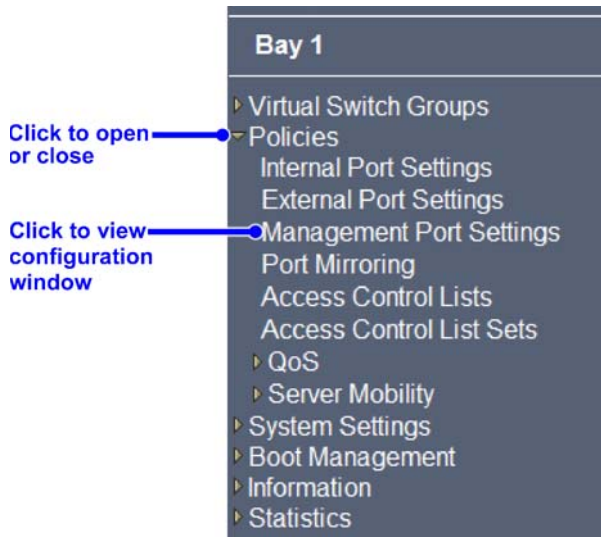 Bay 1
Virtual Switch Groups
Click to open
or close
Policies
Internal Port Settings
External Port Settings
Click to view
configuration
window
Management Port Settings
Port Mirroring
Access Control Lists
Access Control List Sets
QoS
Server Mobility
System Settings
Boot Management
Information
Statistics